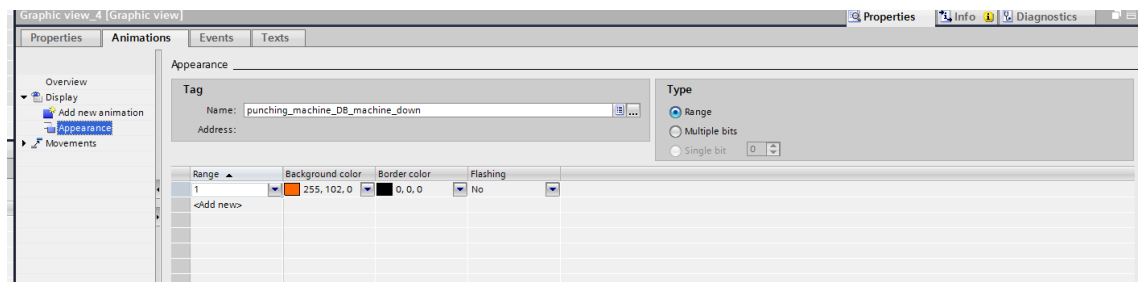 Graphic view_4 [Graphic view]
Properties Info Diagnostics
Properties Animations Events Texts
Appearance
Overview
Display
Add new animation
Appearance
Movements
Tag
Name: punching_machine_DB_machine_down
Address:
Type
Range
Multiple bits
Single bit 0
Range Background color Border color Flashing
1 255, 102, 0 0, 0, 0 No
<Add new>